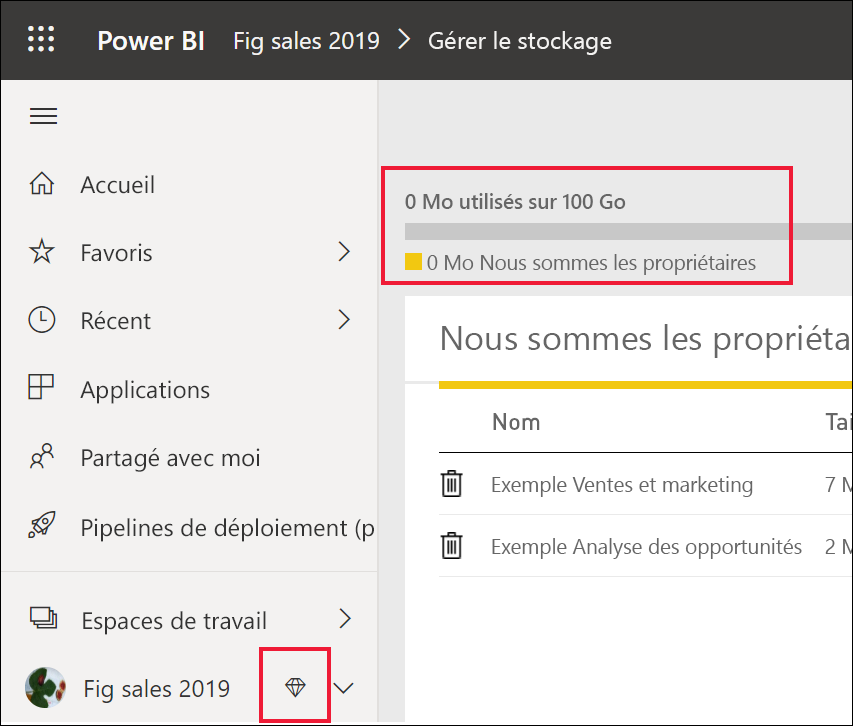 Power BI Fig sales 2019 > Gérer le stockage
Accueil
Favoris
Récent
Applications
Partagé avec moi
Pipelines de déploiement (p
Espaces de travail
Fig sales 2019
0 Mo utilisés sur 100 Go
0 Mo Nous sommes les propriétaires
Nous sommes les propriéta
Nom Tai
Exemple Ventes et marketing 7 M
Exemple Analyse des opportunités 2 M